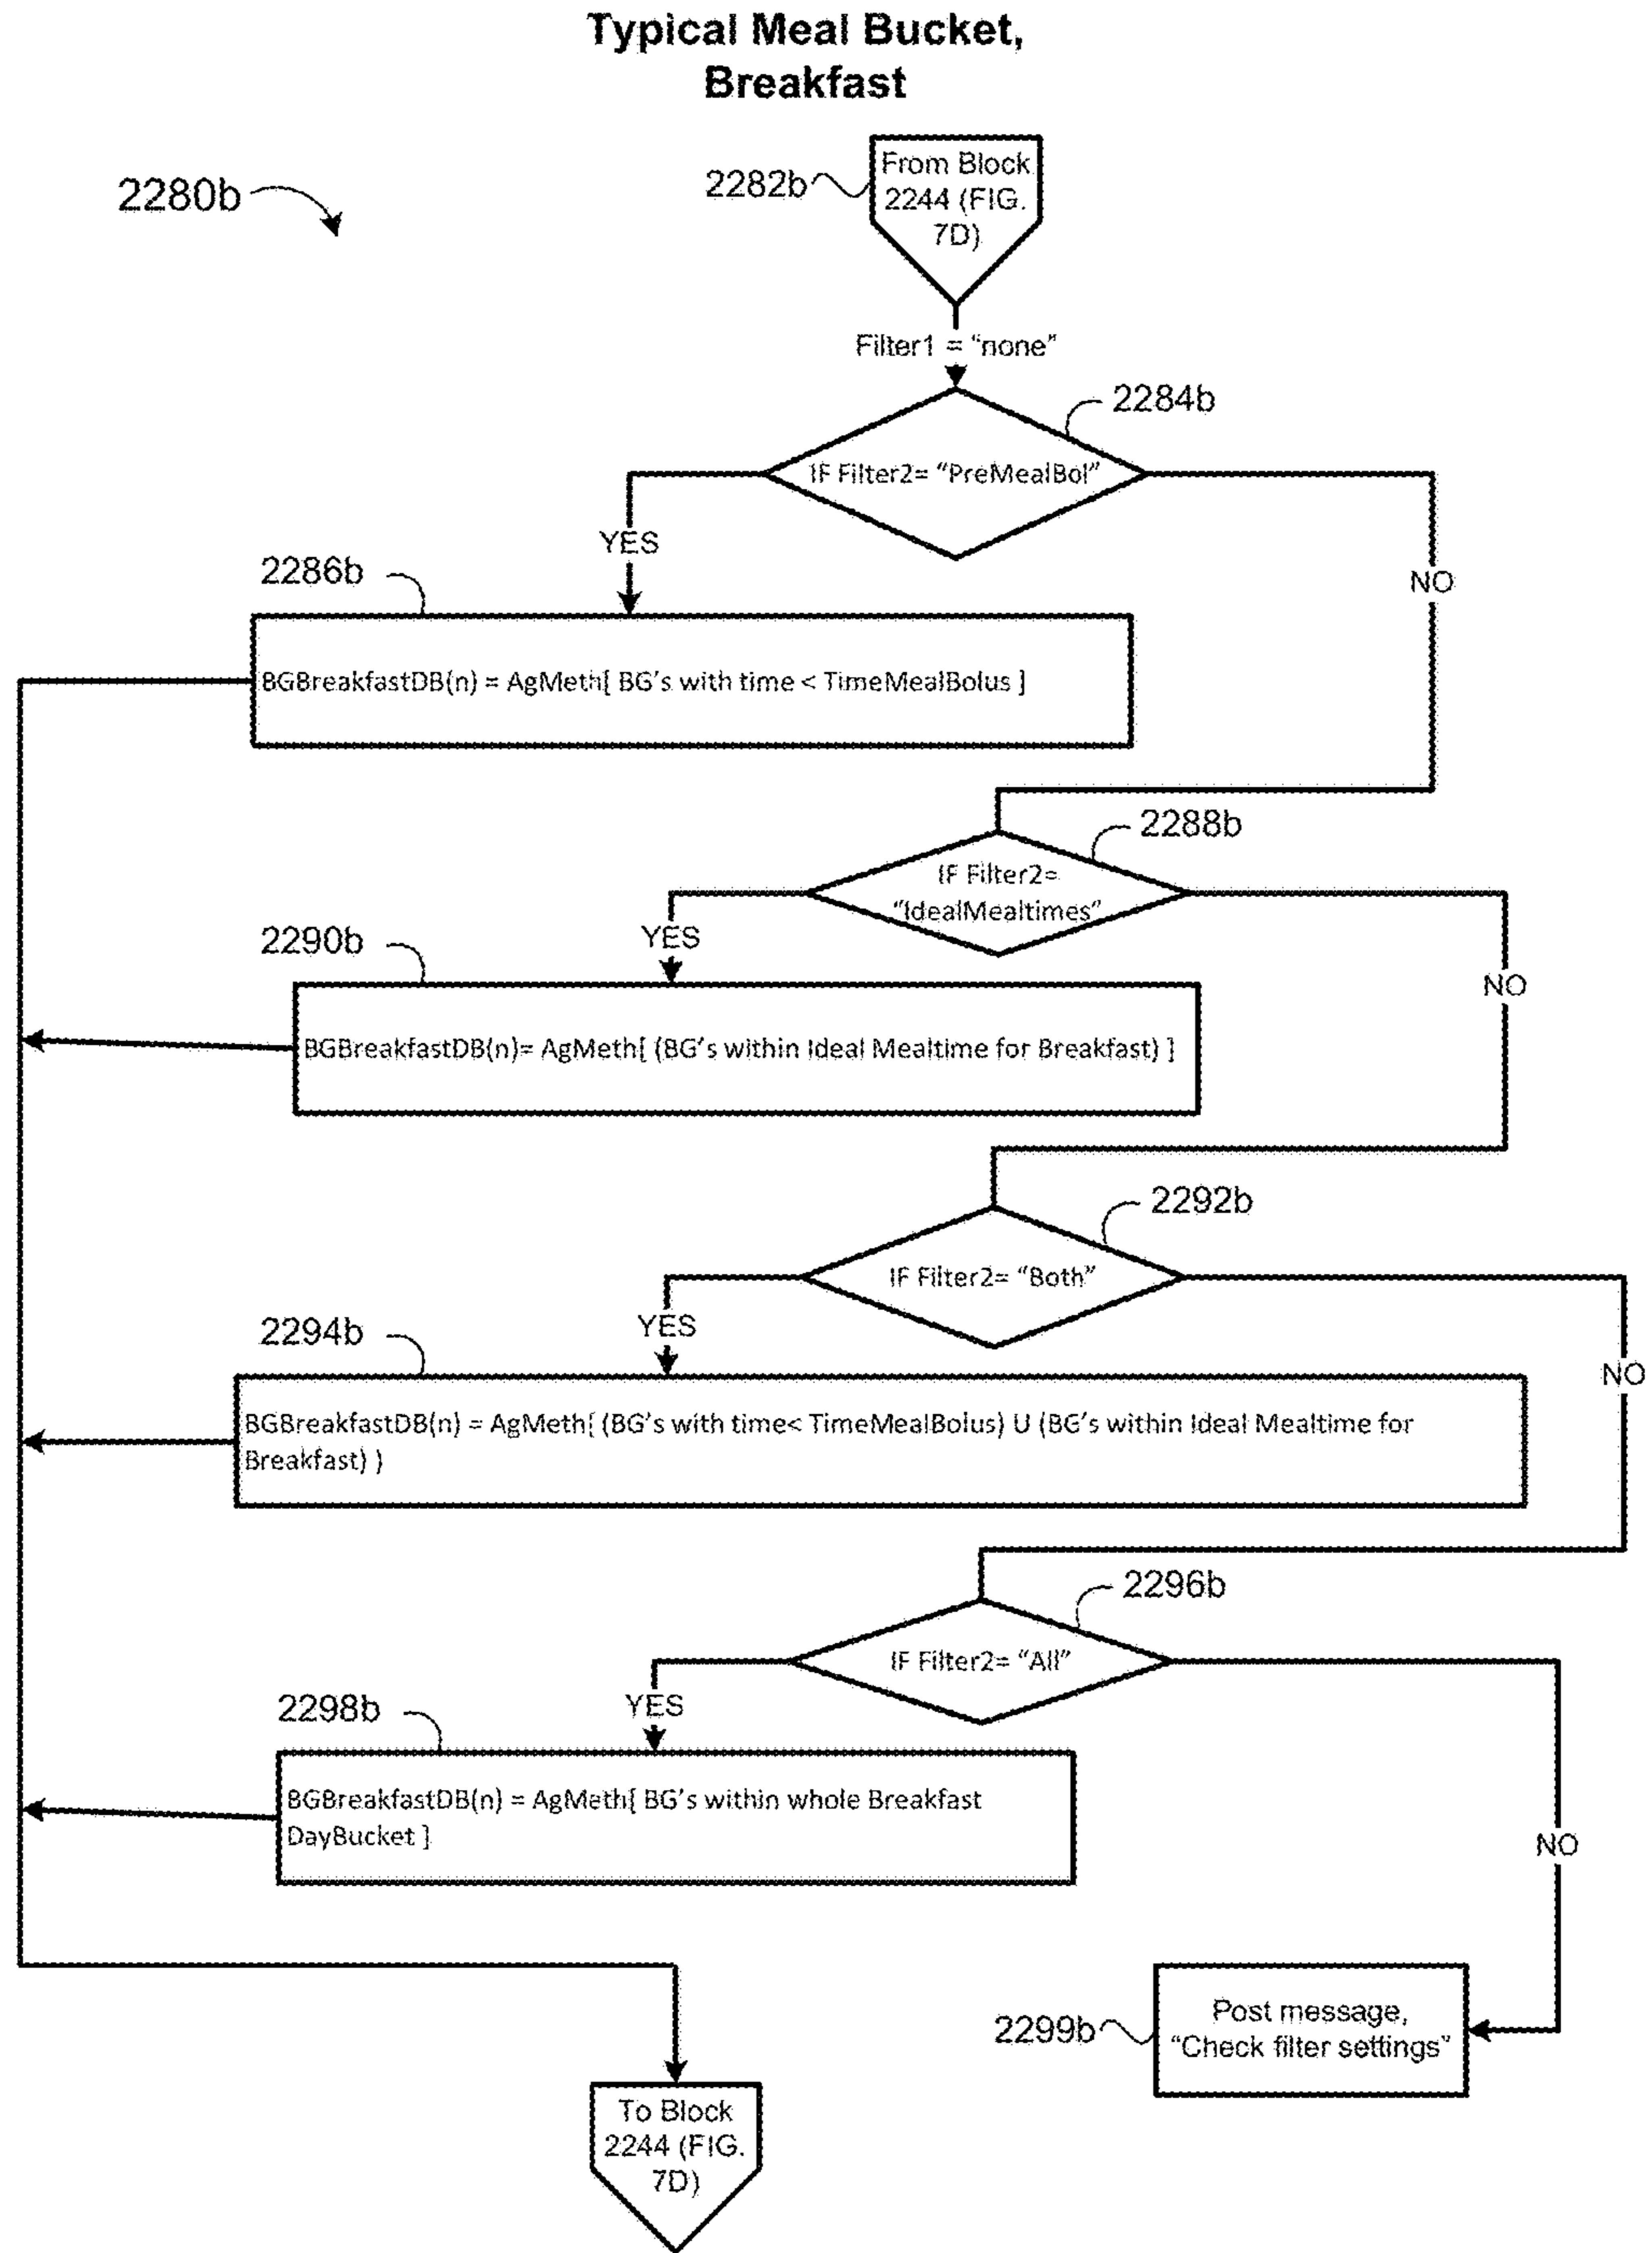 Typical Meal Bucket,
Breakfast
2280b
2282b
From Block
2244 (FIG.
7D)
Filter1 = “none”
2284b
IF Filter2= “PreMealBol”
YES
NO
2286b
BGBreakfastDB(n) = AgMeth[ BG’s with time < TimeMealBolus ]
2288b
IF Filter2=
“IdealMealtimes”
YES
NO
2290b
BGBreakfastDB(n)= AgMeth[ (BG’s within Ideal Mealtime for Breakfast) ]
2292b
IF Filter2= “Both”
YES
NO
2294b
BGBreakfastDB(n) = AgMeth[ (BG’s with time< TimeMealBolus) U (BG’s within Ideal Mealtime for
Breakfast) )
2296b
IF Filter2= “All”
YES
NO
2298b
BGBreakfastDB(n) = AgMeth[ BG’s within whole Breakfast
DayBucket ]
2299b
Post message,
“Check filter settings”
To Block
2244 (FIG.
7D)